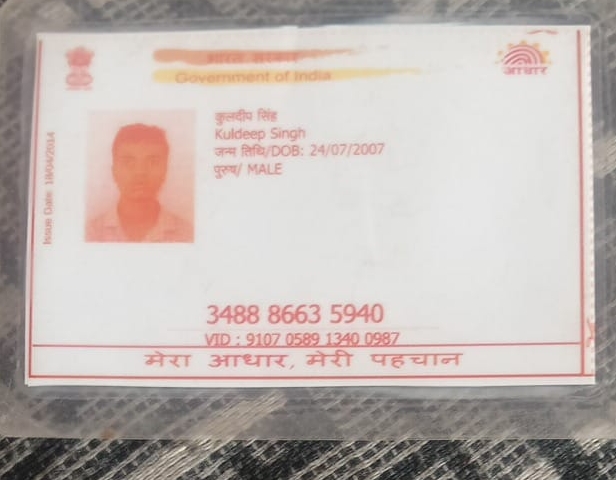 भारत सरकार
Government of India
आधार
Issue Date: 18/04/2014
कुलदीप सिंह
Kuldeep Singh
जन्म तिथि/DOB: 24/07/2007
पुरुष/ MALE
3488 8663 5940
VID : 9107 0589 1340 0987
मेरा आधार, मेरी पहचान